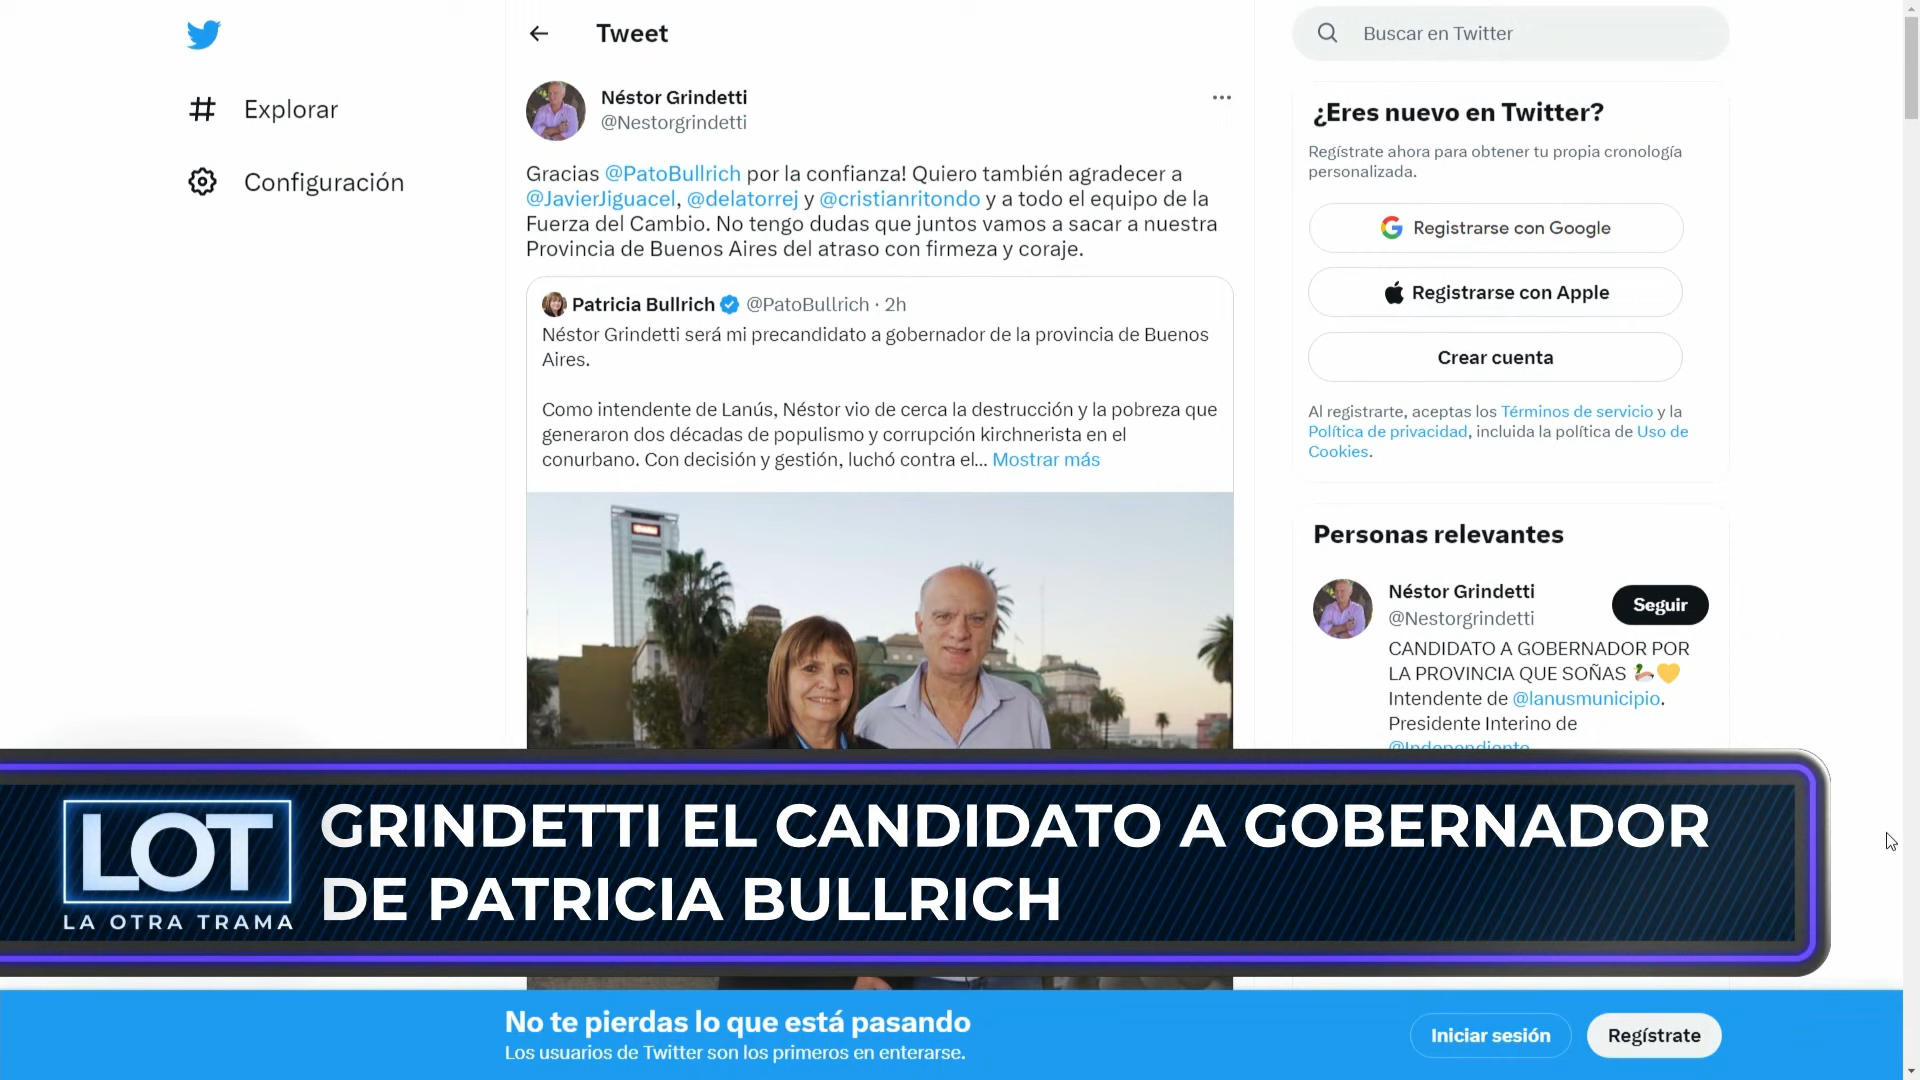 Explorar
Configuración
Tweet
Néstor Grindetti
@Nestorgrindetti
Gracias @PatoBullrich por la confianza! Quiero también agradecer a
@JavierJiguacel, @delatorrej y @cristianritondo y a todo el equipo de la
Fuerza del Cambio. No tengo dudas que juntos vamos a sacar a nuestra
Provincia de Buenos Aires del atraso con firmeza y coraje.
Patricia Bullrich @PatoBullrich · 2h
Néstor Grindetti será mi precandidato a gobernador de la provincia de Buenos
Aires.
Como intendente de Lanús, Néstor vio de cerca la destrucción y la pobreza que
generaron dos décadas de populismo y corrupción kirchnerista en el
conurbano. Con decisión y gestión, luchó contra el... Mostrar más
Buscar en Twitter
¿Eres nuevo en Twitter?
Regístrate ahora para obtener tu propia cronología
personalizada.
Registrarse con Google
Registrarse con Apple
Crear cuenta
Al registrarte, aceptas los Términos de servicio y la
Política de privacidad, incluida la política de Uso de
Cookies.
Personas relevantes
Néstor Grindetti
@Nestorgrindetti
Seguir
CANDIDATO A GOBERNADOR POR
LA PROVINCIA QUE SOÑAS 🦢💛
Intendente de @lanusmunicipio.
Presidente Interino de
@Independiente
LOT
LA OTRA TRAMA
GRINDETTI EL CANDIDATO A GOBERNADOR
DE PATRICIA BULLRICH
No te pierdas lo que está pasando
Los usuarios de Twitter son los primeros en enterarse.
Iniciar sesión
Regístrate